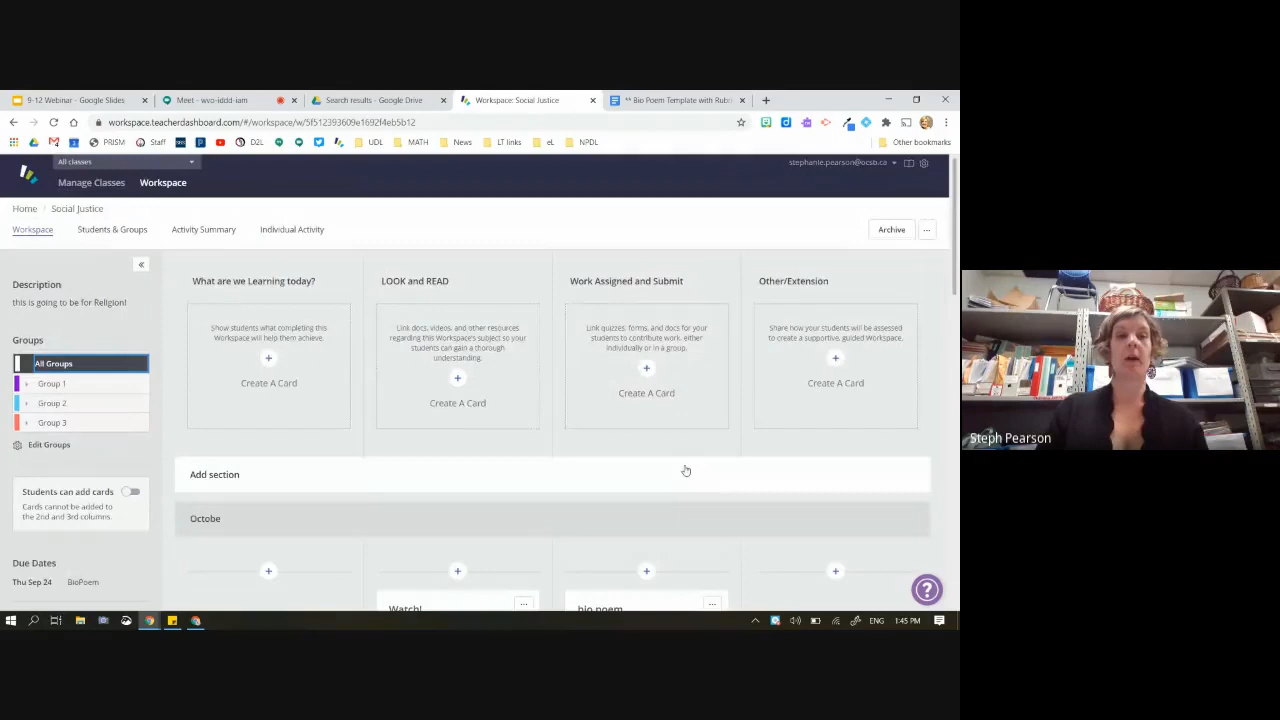 9-12 Webinar - Google Slides
Meet - wvo-iddd-iam
Search results - Google Drive
Workspace: Social Justice
** Bio Poem Template with Rubri
workspace.teacherdashboard.com/#/workspace/w/5f512393609e1692f4eb5b12
PRISM
Staff
D2L
UDL
MATH
News
LT links
eL
NPDL
Other bookmarks
All classes
stephanie.pearson@ocsb.ca
Manage Classes
Workspace
Home / Social Justice
Workspace
Students & Groups
Activity Summary
Individual Activity
Archive
...
«
Description
this is going to be for Religion!
Groups
All Groups
Group 1
Group 2
Group 3
Edit Groups
Students can add cards
Cards cannot be added
to the 2nd and 3rd columns.
Due Dates
Thu Sep 24 BioPoem
What are we Learning today?
Show students what completing this
Workspace will help them achieve.
+
Create A Card
LOOK and READ
Link docs, videos, and other resources
regarding this Workspace's subject so your
students can gain a thorough
understanding.
+
Create A Card
Work Assigned and Submit
Link quizzes, forms, and docs for your
students to contribute work, either
individually or in a group.
+
Create A Card
Other/Extension
Share how your students will be assessed
to create a supportive, guided Workspace.
+
Create A Card
Add section
Octobe
+ + + +
Watch!
...
bio poem
...
?
ENG
1:45 PM
Steph Pearson